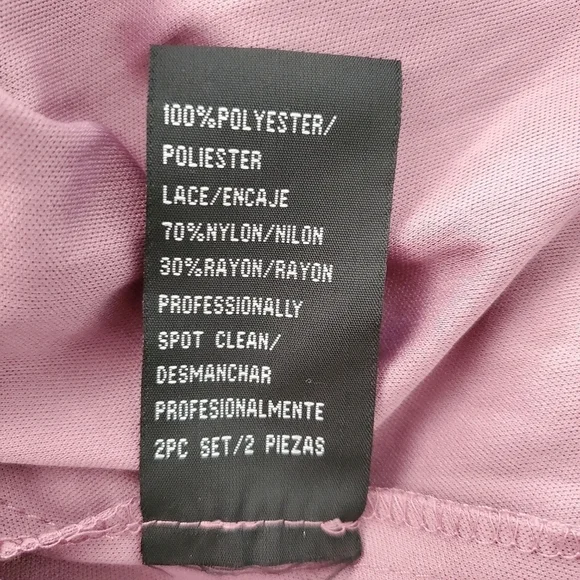 100%POLYESTER/
POLIESTER
LACE/ENCAJE
70%NYLON/NILON
30%RAYON/RAYON
PROFESSIONALLY
SPOT CLEAN/
DESMANCHAR
PROFESIONALMENTE
2PC SET/2 PIEZAS